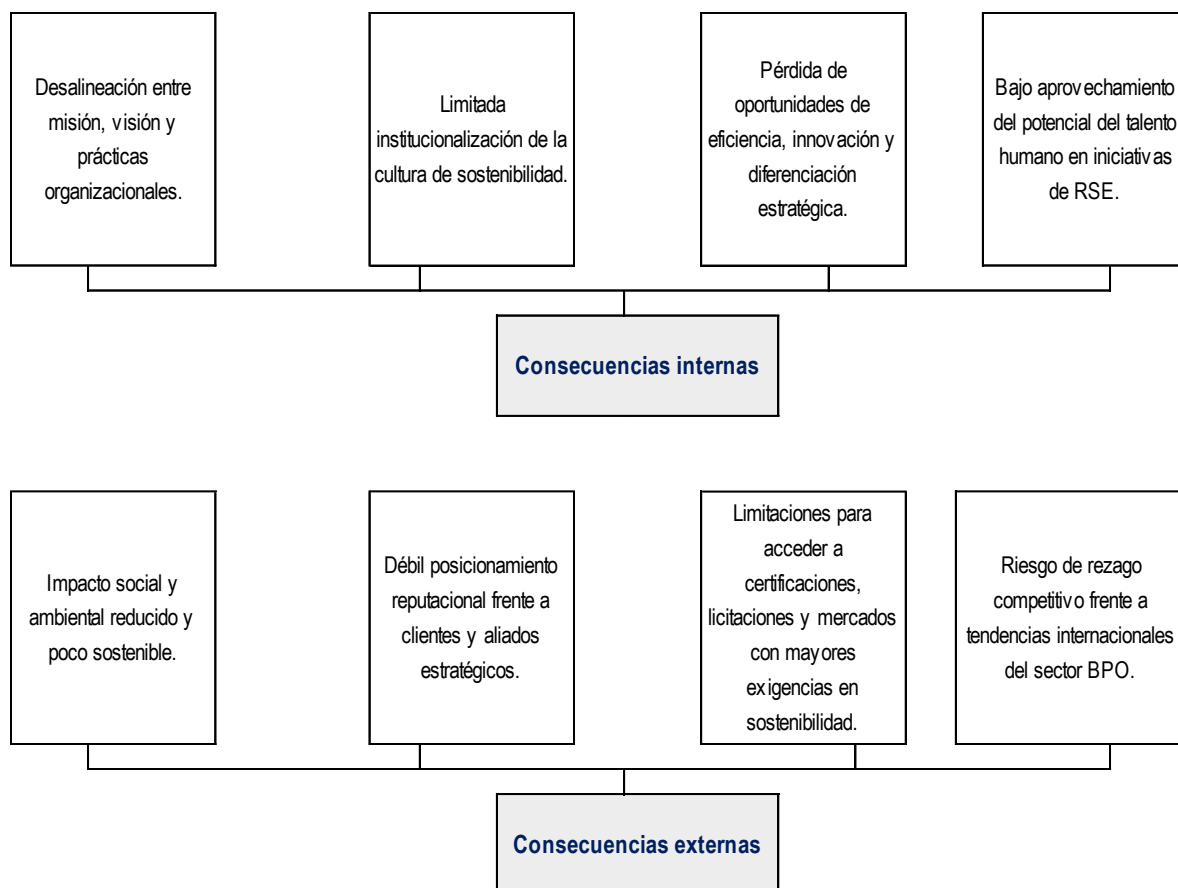 Desalineación entre
misión, visión y
prácticas
organizacionales.
Limitada
institucionalización de la
cultura de sostenibilidad.
Pérdida de
oportunidades de
eficiencia, innovación y
diferenciación
estratégica.
Bajo aprovechamiento
del potencial del talento
humano en iniciativas
de RSE.
Consecuencias internas
Impacto social y
ambiental reducido y
poco sostenible.
Débil posicionamiento
reputacional frente a
clientes y aliados
estratégicos.
Limitaciones para
acceder a
certificaciones,
licitaciones y mercados
con mayores
exigencias en
sostenibilidad.
Riesgo de rezago
competitivo frente a
tendencias internacionales
del sector BPO.
Consecuencias externas